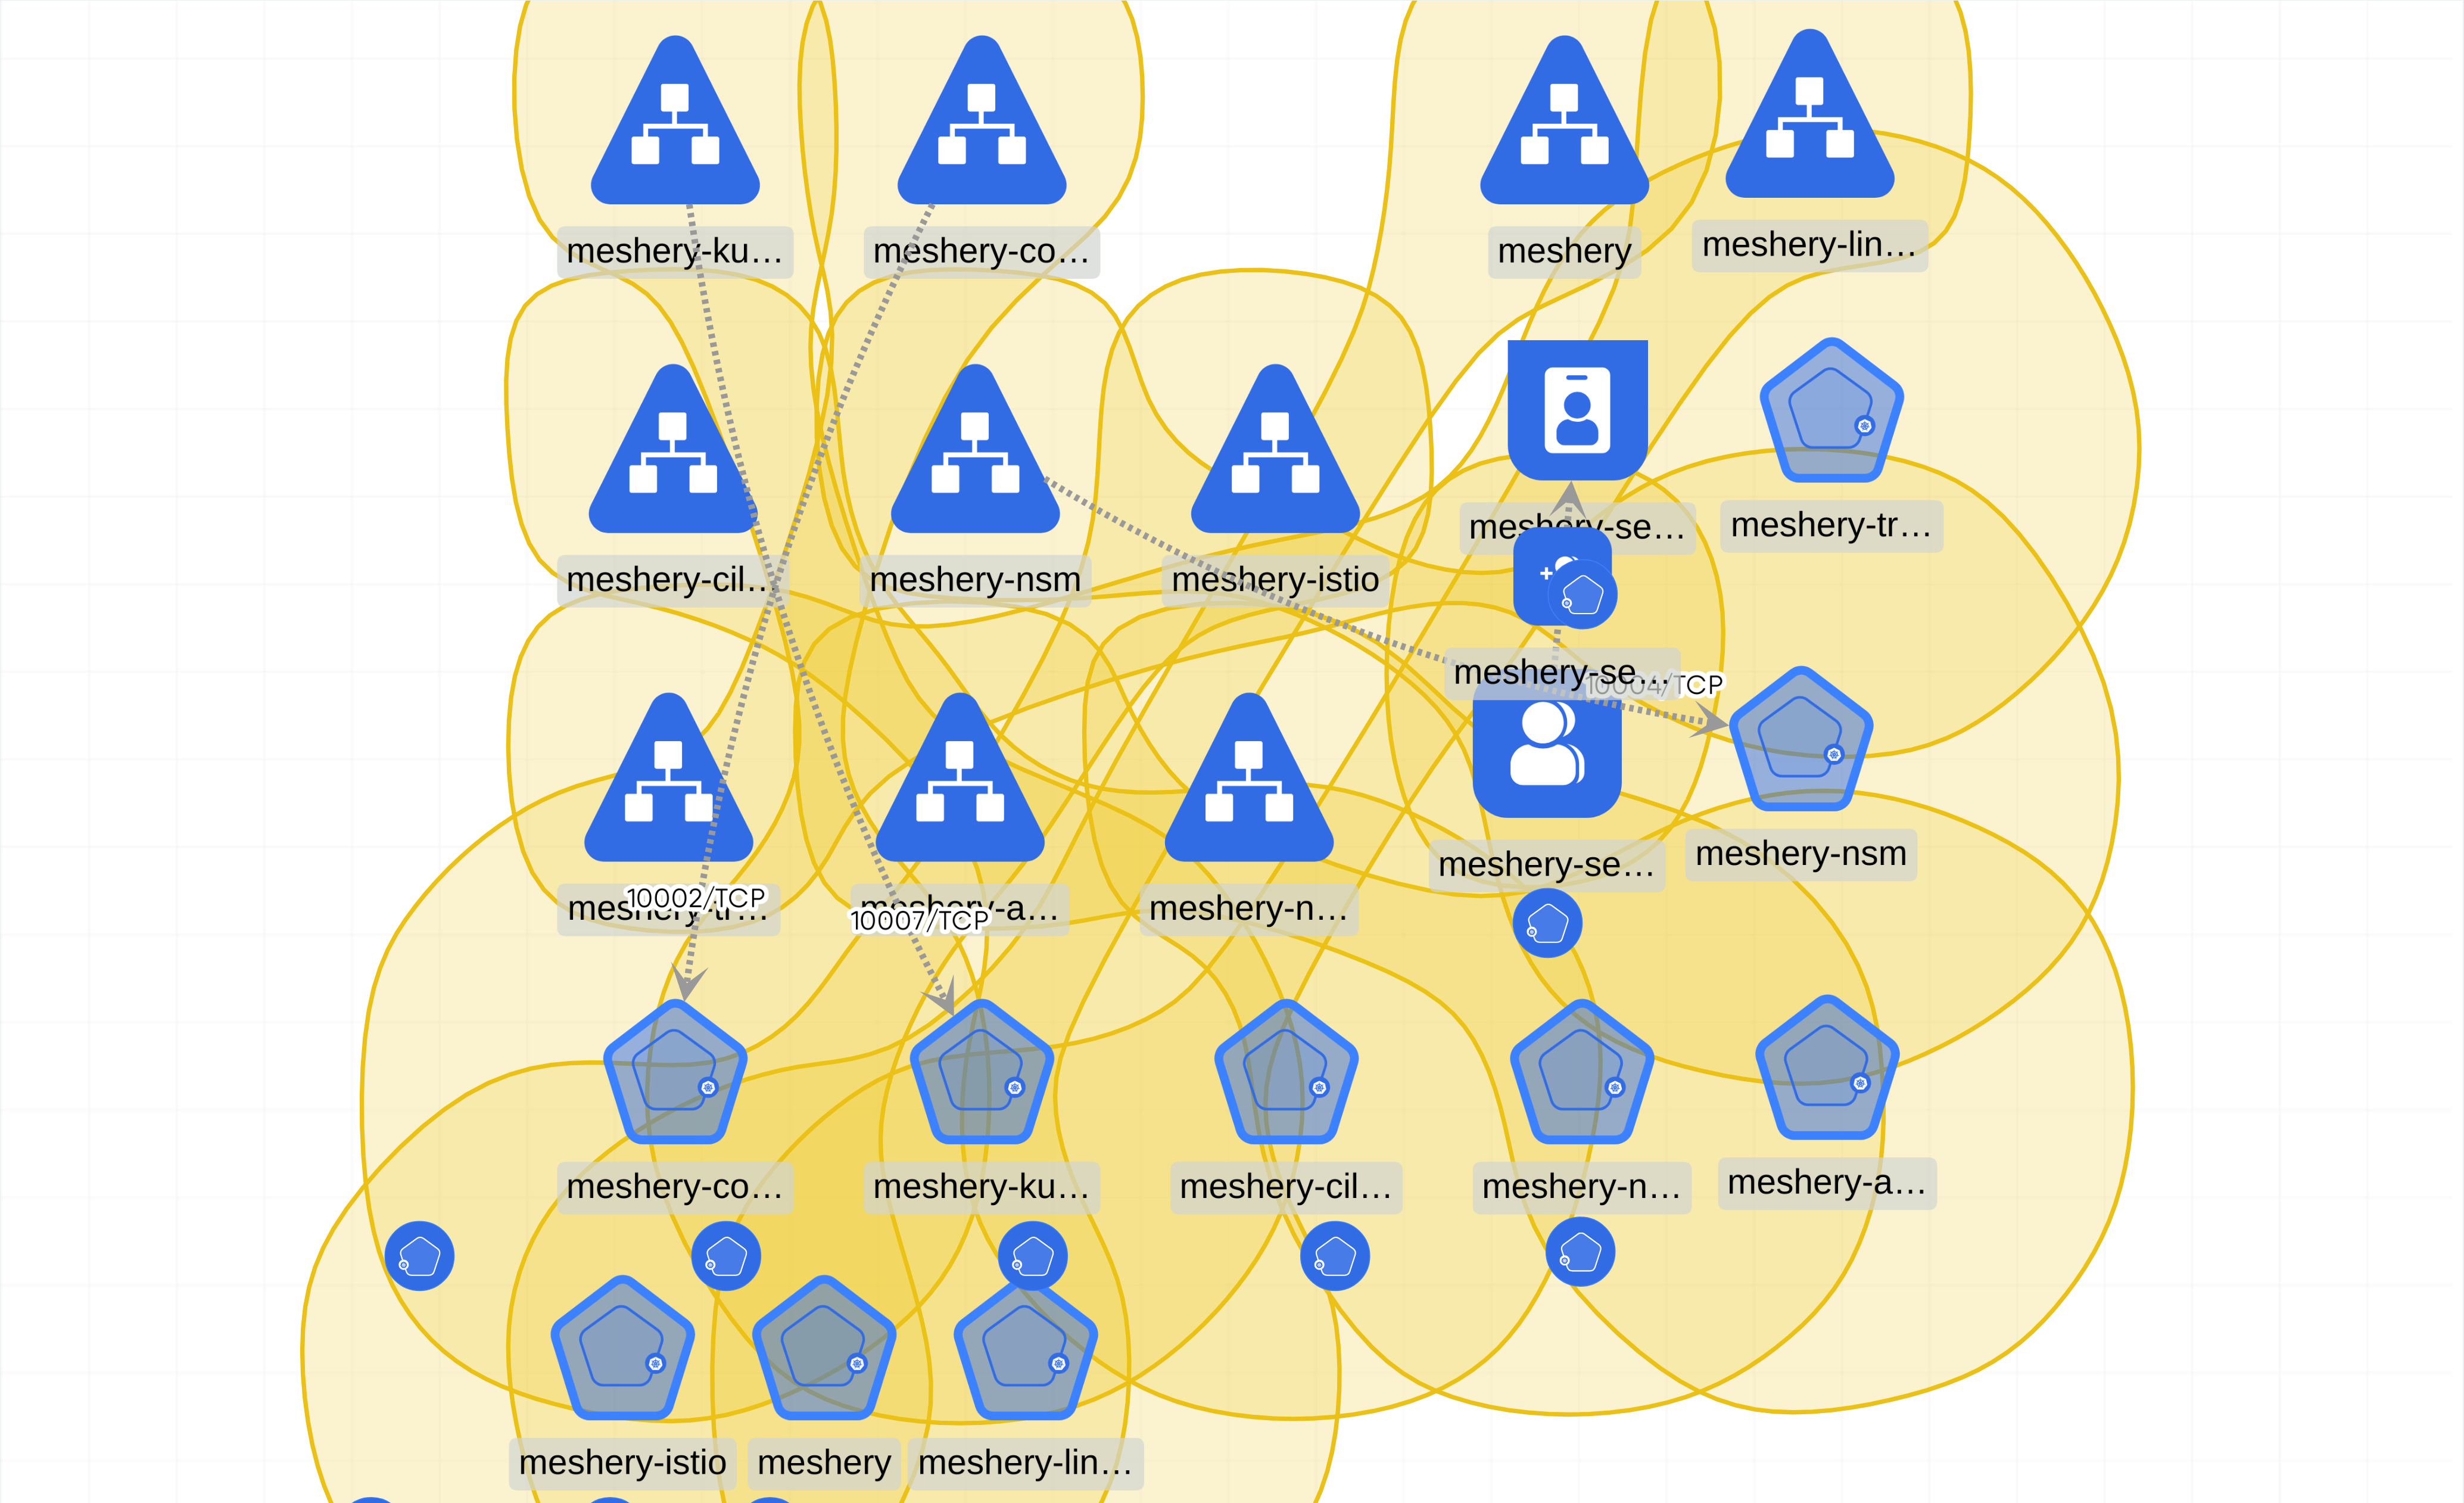 meshery-ku…
meshery-co…
meshery
meshery-lin…
meshery-se…
meshery-tr…
meshery-cil…
meshery-nsm
meshery-istio
meshery-se…
10004/TCP
meshery-se…
meshery-nsm
meshery-tr…
10002/TCP
meshery-a…
10007/TCP
meshery-n…
meshery-co…
meshery-ku…
meshery-cil…
meshery-n…
meshery-a…
meshery-istio
meshery
meshery-lin…